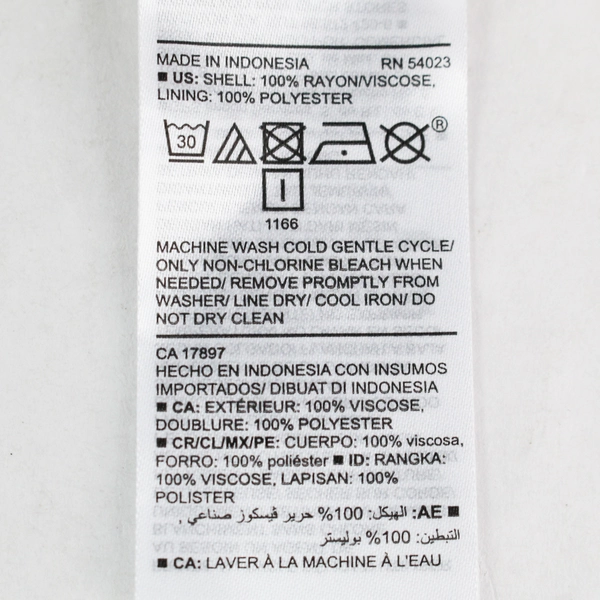 MADE IN INDONESIA RN 54023
■ US: SHELL: 100% RAYON/VISCOSE,
LINING: 100% POLYESTER
30 ®
1166
MACHINE WASH COLD GENTLE CYCLE/
ONLY NON-CHLORINE BLEACH WHEN
NEEDED/ REMOVE PROMPTLY FROM
WASHER/ LINE DRY/ COOL IRON/ DO
NOT DRY CLEAN
CA 17897
HECHO EN INDONESIA CON INSUMOS
IMPORTADOS/ DIBUAT DI INDONESIA
■ CA: EXTÉRIEUR: 100% VISCOSE,
DOUBLURE: 100% POLYESTER
■ CR/CL/MX/PE: CUERPO: 100% viscosa,
FORRO: 100% poliéster ■ ID: RANGKA:
100% VISCOSE, LAPISAN: 100%
POLISTER
■ AE: الهيكل: 100% حرير ڤيسكوز صناعي ,
التبطين: 100% بوليستر
■ CA: LAVER À LA MACHINE À L'EAU